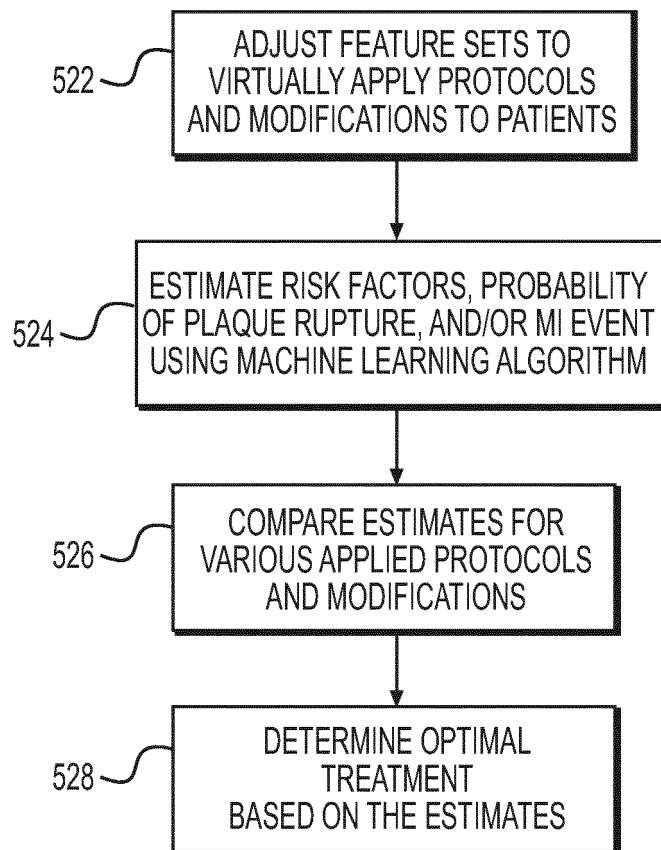 522
ADJUST FEATURE SETS TO
VIRTUALLY APPLY PROTOCOLS
AND MODIFICATIONS TO PATIENTS
524
ESTIMATE RISK FACTORS, PROBABILITY
OF PLAQUE RUPTURE, AND/OR MI EVENT
USING MACHINE LEARNING ALGORITHM
526
COMPARE ESTIMATES FOR
VARIOUS APPLIED PROTOCOLS
AND MODIFICATIONS
528
DETERMINE OPTIMAL
TREATMENT
BASED ON THE ESTIMATES